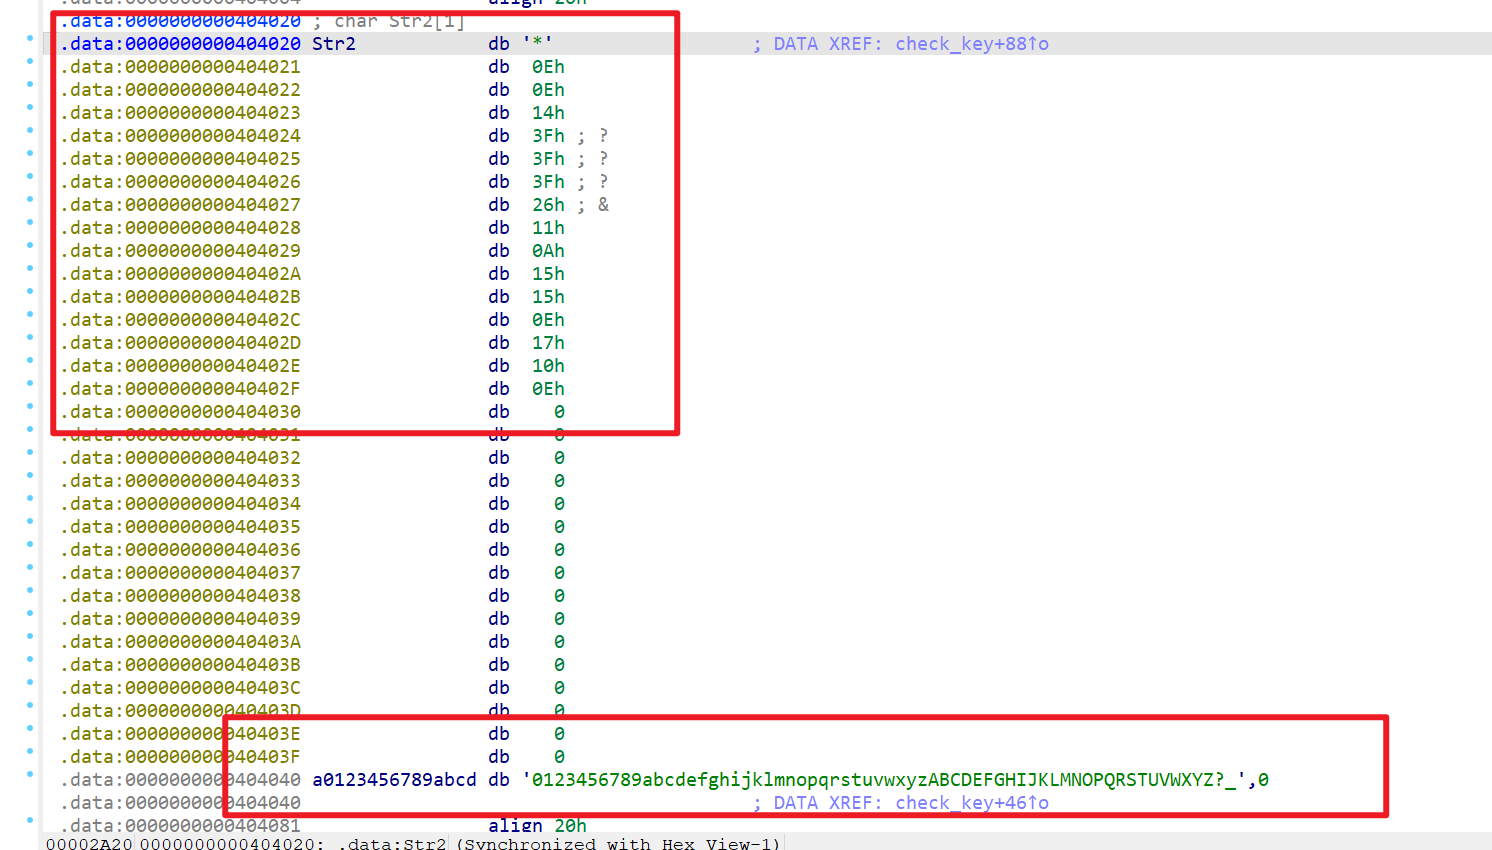 align 20h
.data:0000000000404020 ; char Str2[1]
.data:0000000000404020 Str2 db '*' ; DATA XREF: check_key+88↑o
.data:0000000000404021 db 0Eh
.data:0000000000404022 db 0Eh
.data:0000000000404023 db 14h
.data:0000000000404024 db 3Fh ; ?
.data:0000000000404025 db 3Fh ; ?
.data:0000000000404026 db 3Fh ; ?
.data:0000000000404027 db 26h ; &
.data:0000000000404028 db 11h
.data:0000000000404029 db 0Ah
.data:000000000040402A db 15h
.data:000000000040402B db 15h
.data:000000000040402C db 0Eh
.data:000000000040402D db 17h
.data:000000000040402E db 10h
.data:000000000040402F db 0Eh
.data:0000000000404030 db 0
.data:0000000000404031 db 0
.data:0000000000404032 db 0
.data:0000000000404033 db 0
.data:0000000000404034 db 0
.data:0000000000404035 db 0
.data:0000000000404036 db 0
.data:0000000000404037 db 0
.data:0000000000404038 db 0
.data:0000000000404039 db 0
.data:000000000040403A db 0
.data:000000000040403B db 0
.data:000000000040403C db 0
.data:000000000040403D db 0
.data:000000000040403E db 0
.data:000000000040403F db 0
.data:0000000000404040 a0123456789abcd db '0123456789abcdefghijklmnopqrstuvwxyzABCDEFGHIJKLMNOPQRSTUVWXYZ?_',0
.data:0000000000404040 ; DATA XREF: check_key+46↑o
.data:0000000000404081 align 20h
00002A20 0000000000404020: .data:Str2 (Synchronized with Hex View-1)